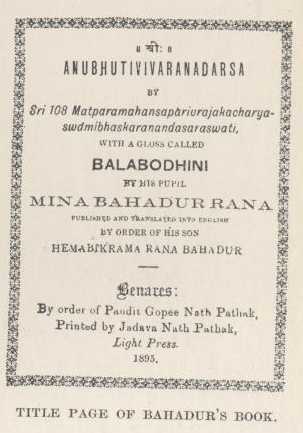 ॥ श्रीः ॥
ANUBHUTIVIVARANADARSA
BY
Sri 108 Matparamahansapàrivrajakacharya-
swdmibhaskaranandasaraswati,
WITH A GLOSS CALLED
BALABODHINI
BY HIS PUPIL
MINA BAHADUR RANA
PUBLISHED AND TRANSLATED INTO ENGLISH
BY ORDER OF HIS SON
HEMABIKRAMA RANA BAHADUR
Benares:
By order of Pandit Gopee Nath Pathak,
Printed by Jadava Nath Pathak,
Light Press.
1895.
TITLE PAGE OF BAHADUR'S BOOK.